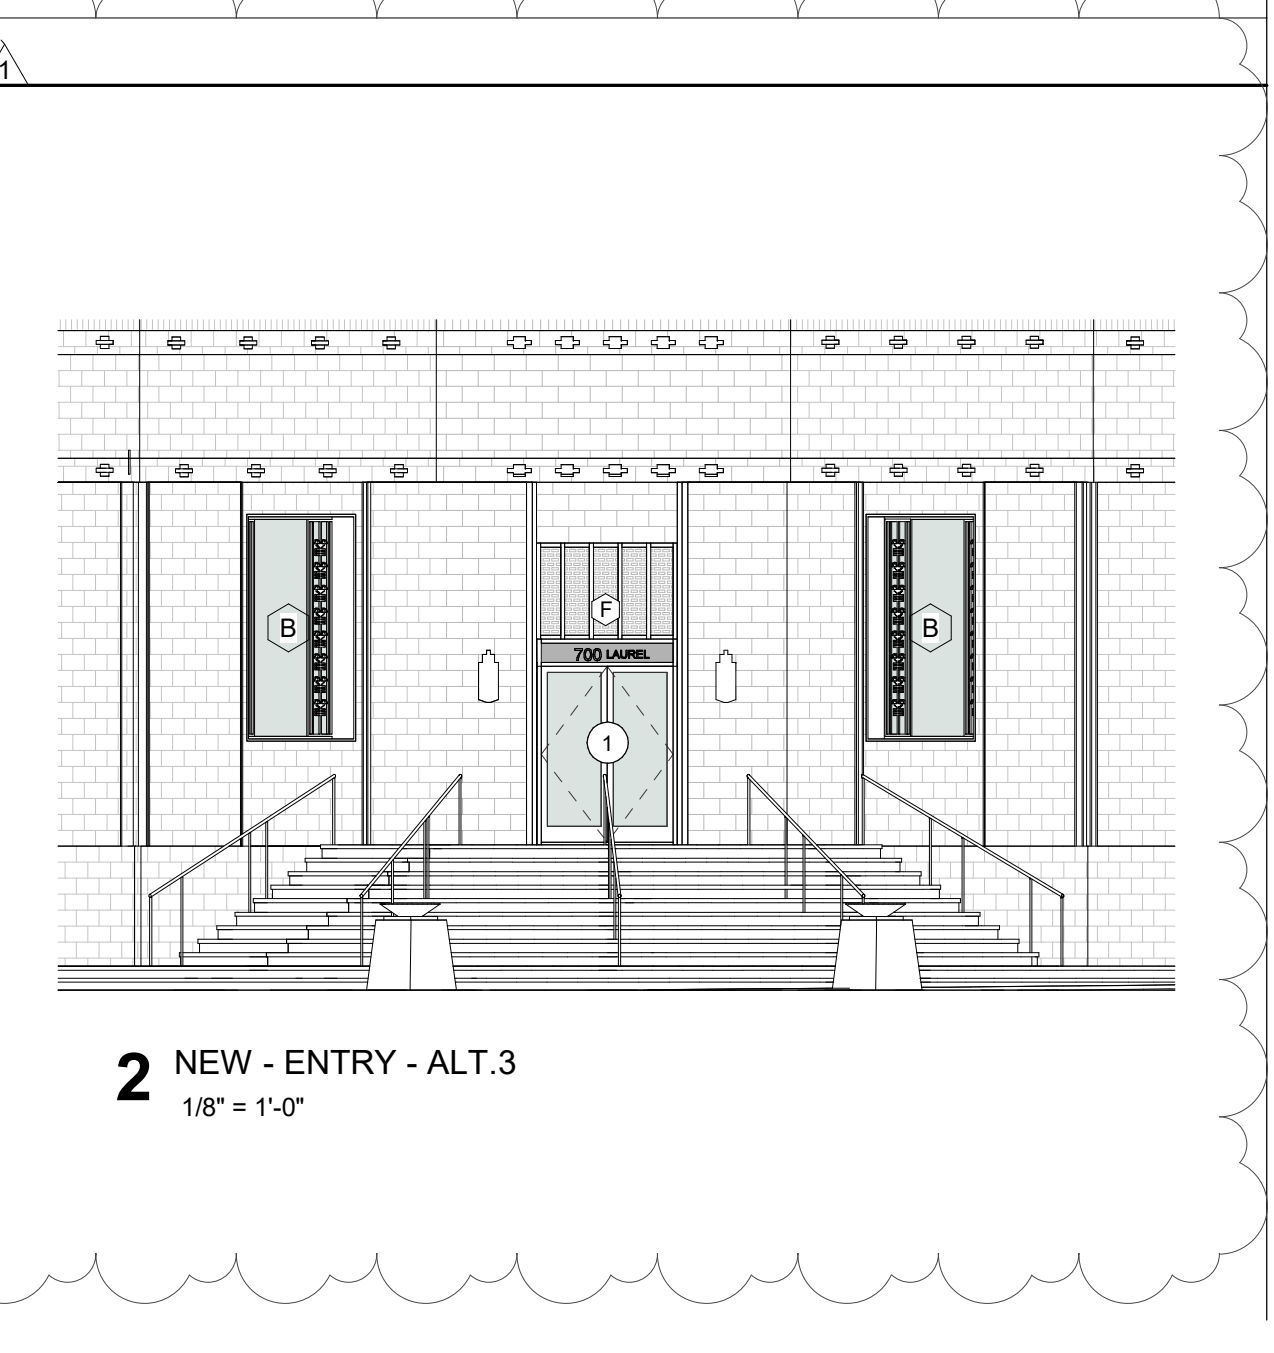 1
F
B
B
700 LAUREL
1
2 NEW - ENTRY - ALT.3
1/8" = 1'-0"